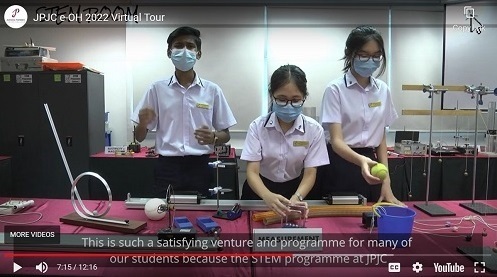 JPJC e-OH 2022 Virtual Tour
MORE VIDEOS
This is such a satisfying venture and programme for many of
our students because the STEM programme at JPJC
7:15 / 12:16
YouTube